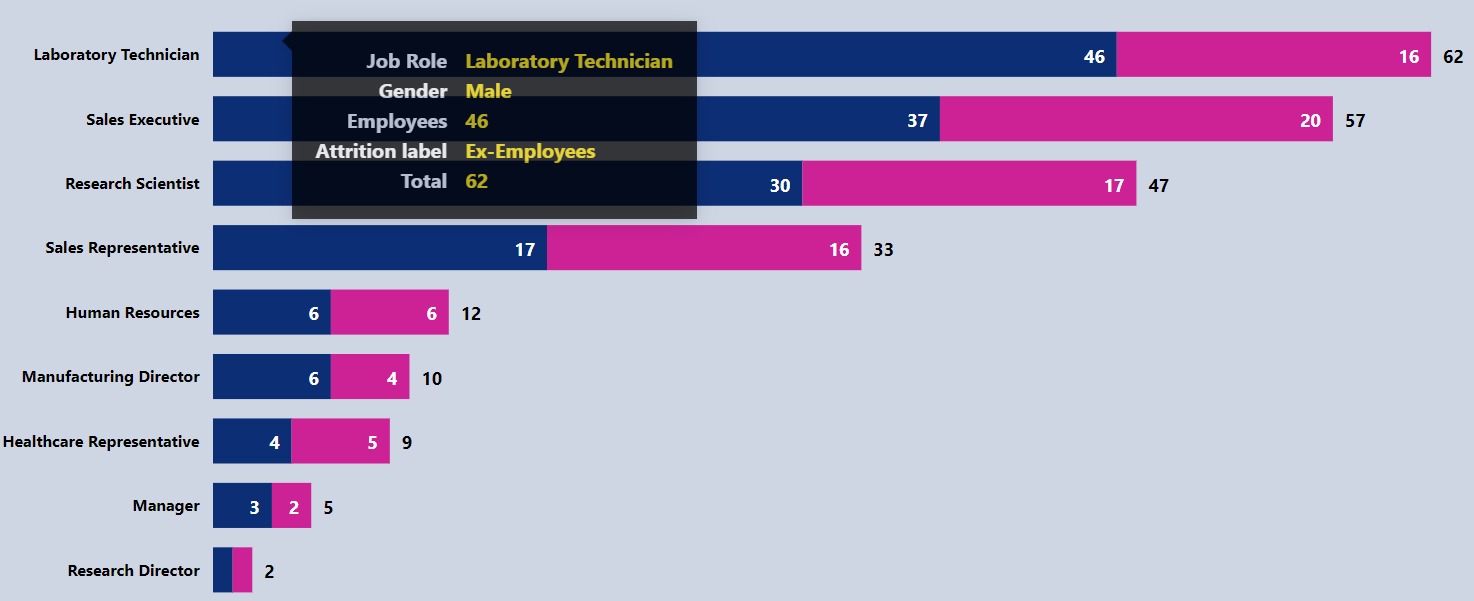 Laboratory Technician 46 16 62
Job Role Laboratory Technician
Gender Male
Sales Executive 37 20 57
Employees 46
Attrition label Ex-Employees
Research Scientist 30 17 47
Total 62
Sales Representative 17 16 33
Human Resources 6 6 12
Manufacturing Director 6 4 10
Healthcare Representative 4 5 9
Manager 3 2 5
Research Director 2